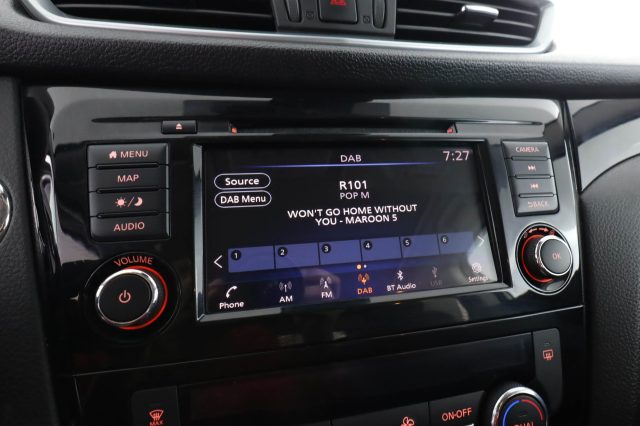 DAB
7:27
Source
DAB Menu
R101
POP M
WON'T GO HOME WITHOUT
YOU - MAROON 5
1 2 3 4 5 6
Phone
AM
FM
DAB
BT Audio
USB
Settings
MENU
MAP
AUDIO
VOLUME
CAMERA
BACK
OK
MAX
ON-OFF
DUAL